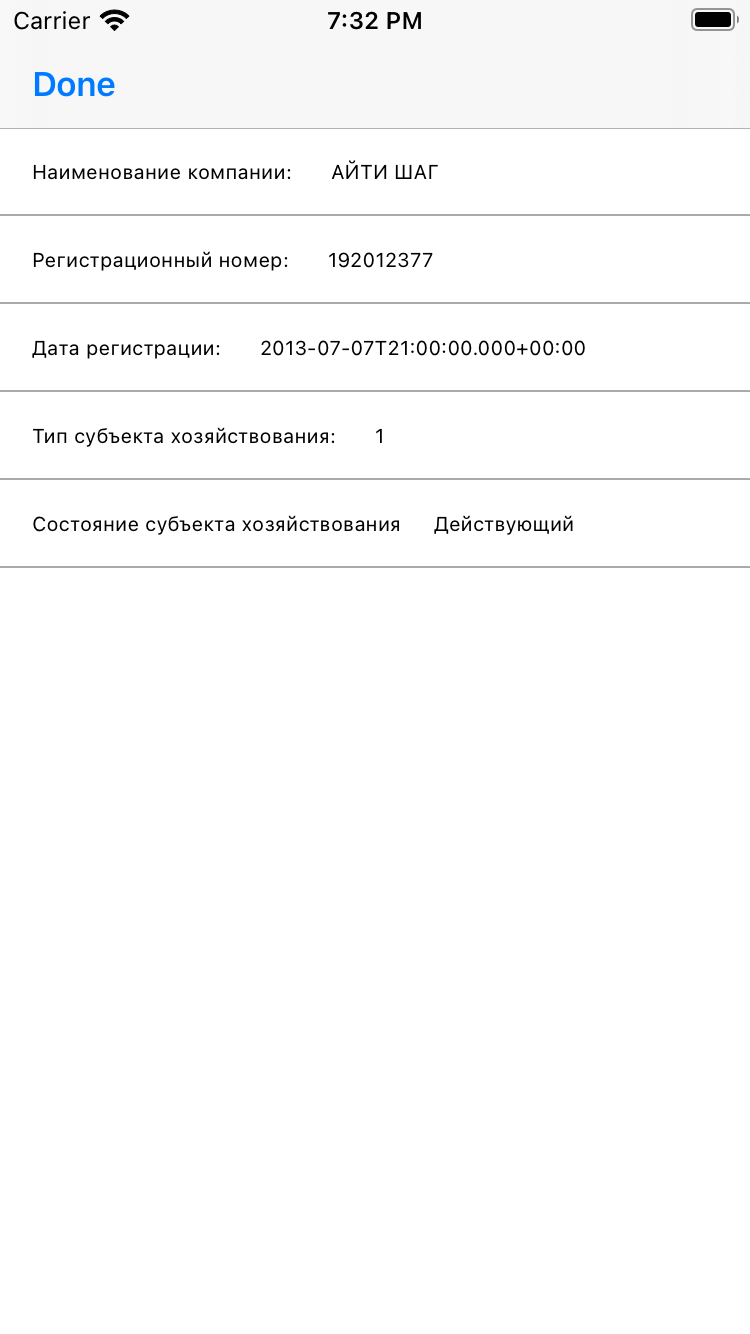 Carrier 7:32 PM
Done
Наименование компании: АЙТИ ШАГ
Регистрационный номер: 192012377
Дата регистрации: 2013-07-07T21:00:00.000+00:00
Тип субъекта хозяйствования: 1
Состояние субъекта хозяйствования Действующий